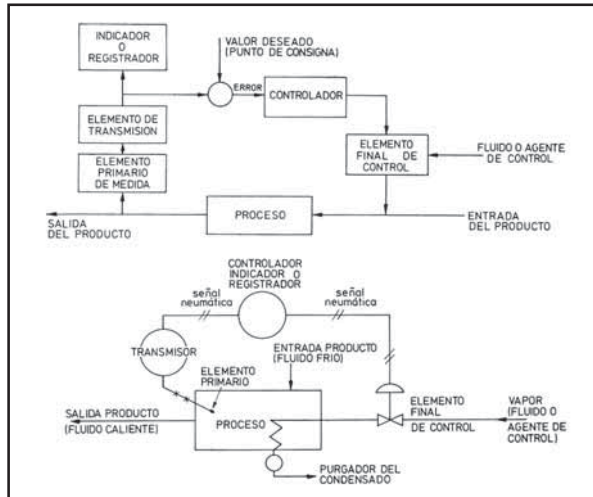 INDICADOR
O
REGISTRADOR
VALOR DESEADO
(PUNTO DE
CONSIGNA)
ERROR
CONTROLADOR
ELEMENTO DE
TRANSMISION
ELEMENTO
FINAL DE
CONTROL
FLUIDO O AGENTE
DE CONTROL
ELEMENTO
PRIMARIO
DE MEDIDA
PROCESO
SALIDA
DEL PRODUCTO
ENTRADA
DEL PRODUCTO
CONTROLADOR
INDICADOR O
REGISTRADOR
señal
neumática
señal
neumática
TRANSMISOR
ENTRADA PRODUCTO
(FLUIDO FRIO)
ELEMENTO
PRIMARIO
SALIDA PRODUCTO
(FLUIDO CALIENTE)
PROCESO
ELEMENTO
FINAL
DE CONTROL
VAPOR
(FLUIDO O
AGENTE DE
CONTROL)
PURGADOR DEL
CONDENSADO